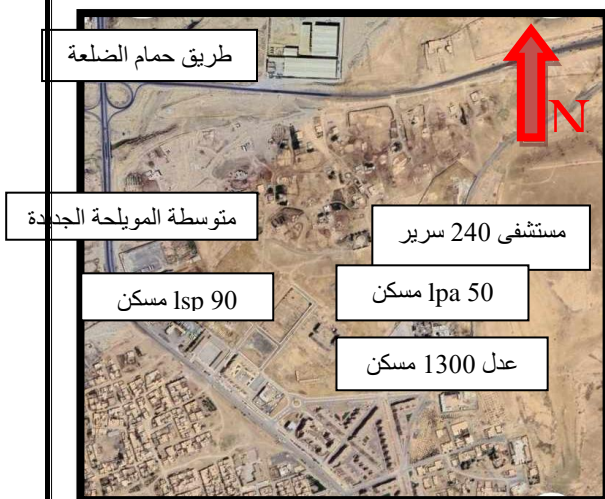 طريق حمام الضلعة
N
متوسطة المويلحة الجديدة
مستشفى 240 سرير
lpa 50 مسكن
lsp 90 مسكن
عدل 1300 مسكن